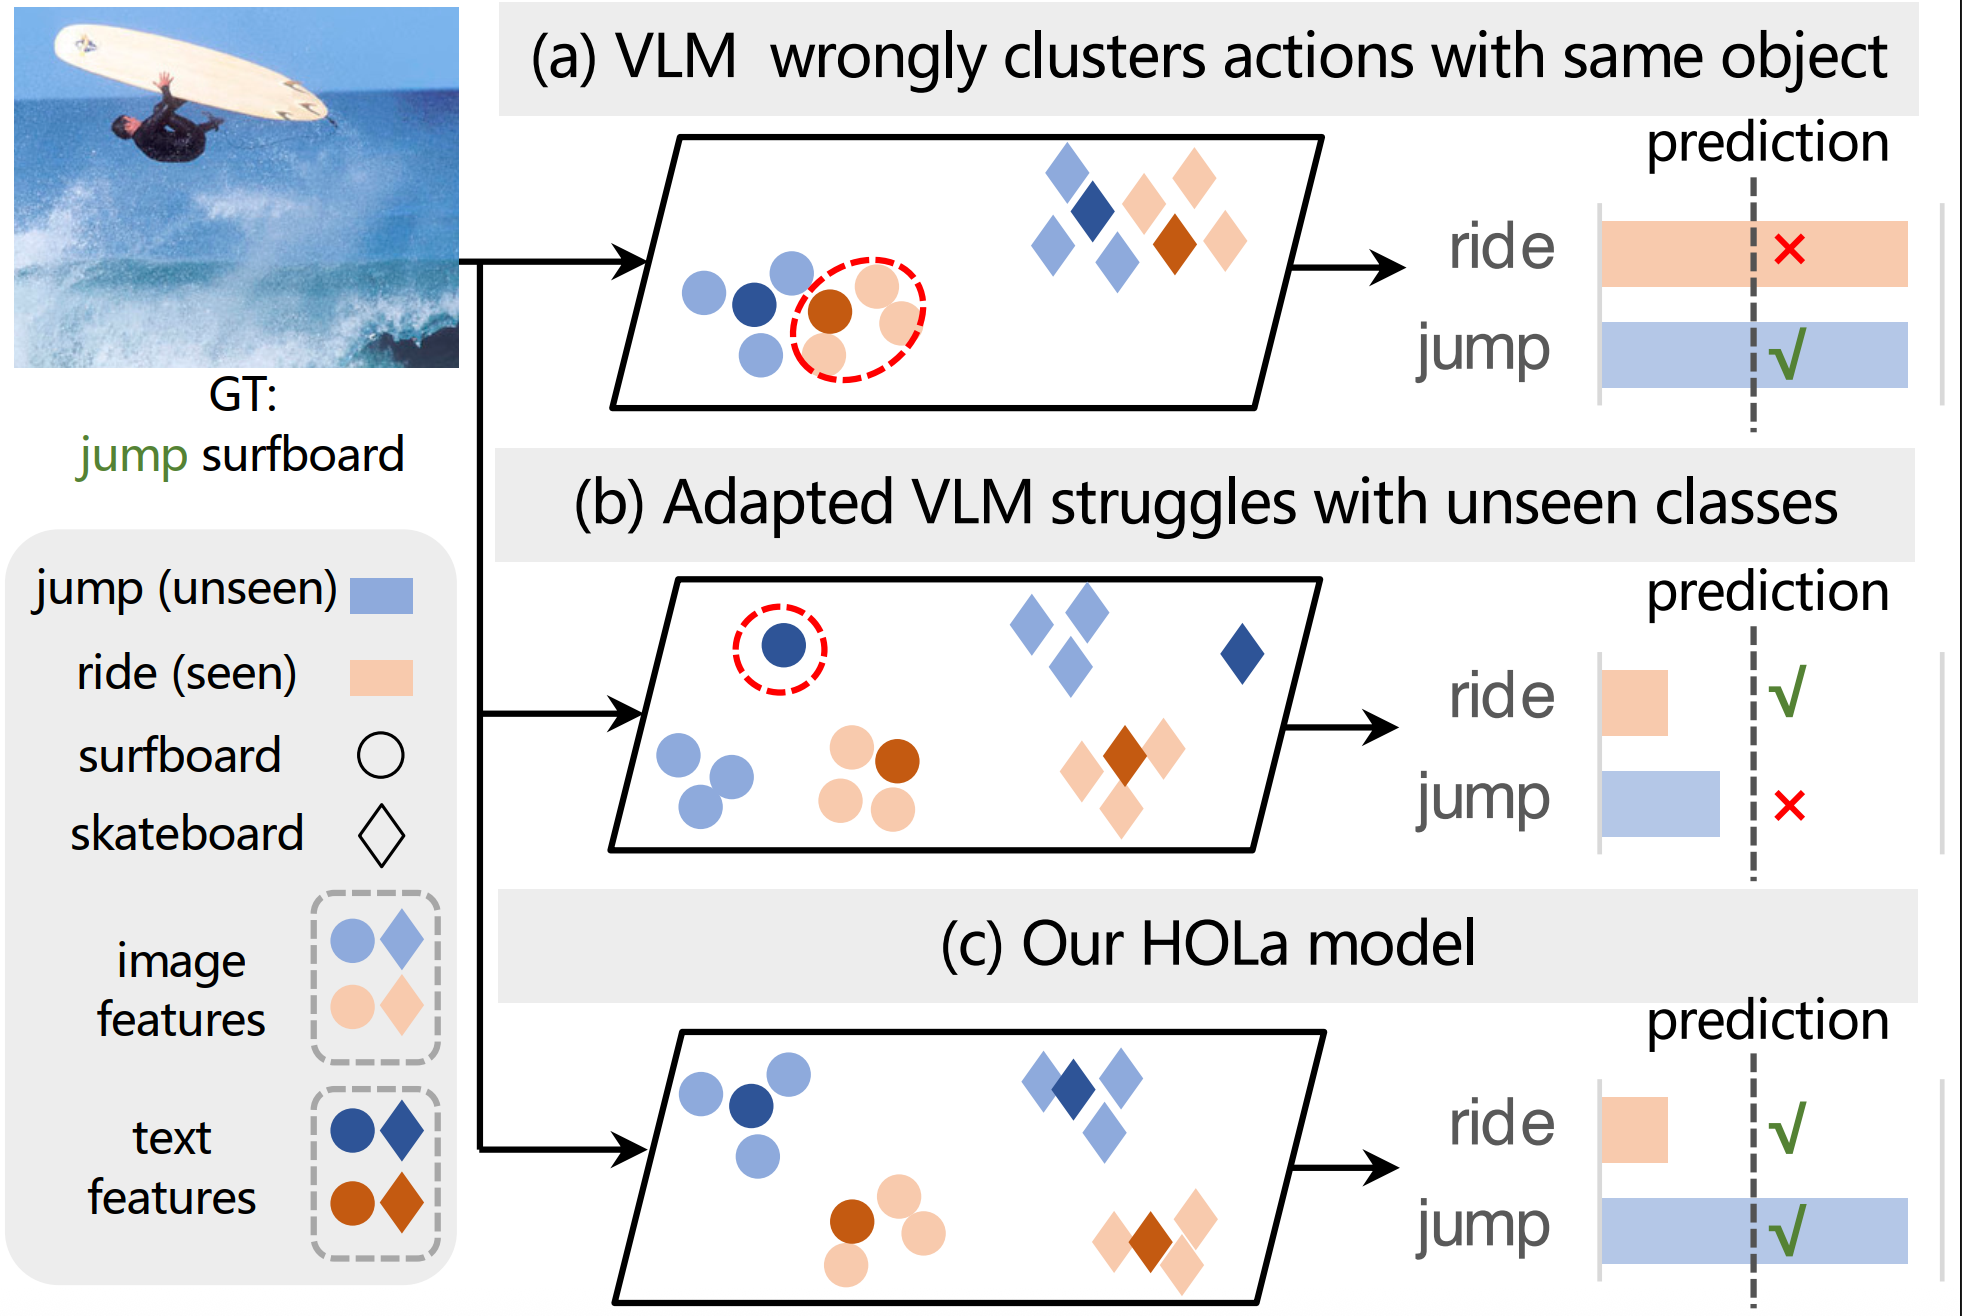 (a) VLM wrongly clusters actions with same object
prediction
ride
×
jump
√
GT:
jump surfboard
(b) Adapted VLM struggles with unseen classes
prediction
ride
√
jump
×
jump (unseen)
ride (seen)
surfboard
skateboard
image
features
text
features
(c) Our HOLa model
prediction
ride
√
jump
√